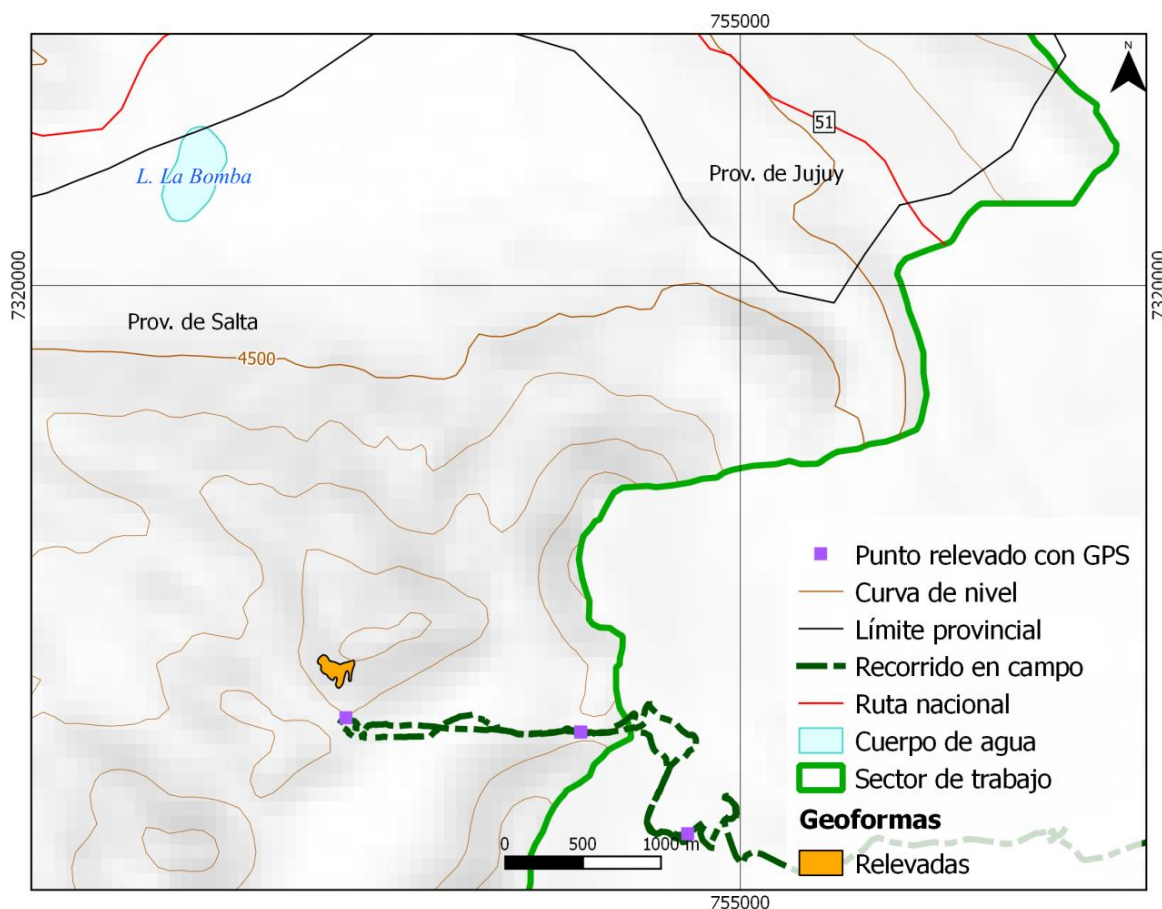 755000
N
51
L. La Bomba
Prov. de Jujuy
7320000
7320000
Prov. de Salta
4500
Punto relevado con GPS
Curva de nivel
Límite provincial
Recorrido en campo
Ruta nacional
Cuerpo de agua
Sector de trabajo
Geoformas
Relevadas
0 500 1000 m
755000